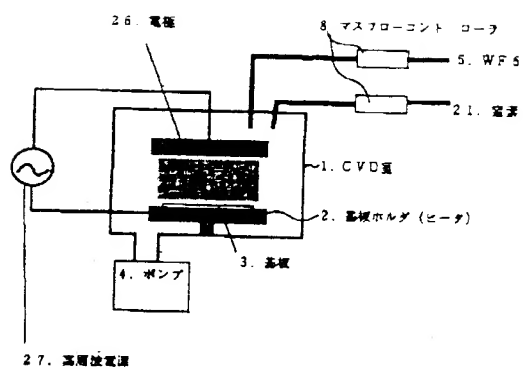 26. 電極
8. マスフローコントローラ
5. WF6
21. 窒素
1. CVD室
2. 基板ホルダ（ヒータ）
3. 基板
4. ポンプ
27. 高周波電源